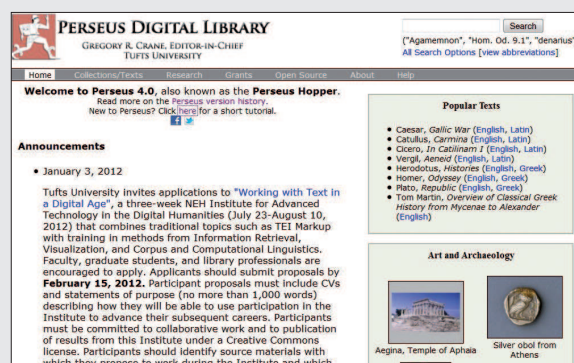 PERSEUS DIGITAL LIBRARY
GREGORY R. CRANE, EDITOR-IN-CHIEF
TUFTS UNIVERSITY
Search
("Agamemnon", "Hom. Od. 9.1", "denarius"
All Search Options [view abbreviations]
Home Collections/Texts Research Grants Open Source About Help
Welcome to Perseus 4.0, also known as the Perseus Hopper.
Read more on the Perseus version history.
New to Perseus? Click here for a short tutorial.
Announcements
• January 3, 2012
Tufts University invites applications to "Working with Text in
a Digital Age", a three-week NEH Institute for Advanced
Technology in the Digital Humanities (July 23-August 10,
2012) that combines traditional topics such as TEI Markup
with training in methods from Information Retrieval,
Visualization, and Corpus and Computational Linguistics.
Faculty, graduate students, and library professionals are
encouraged to apply. Applicants should submit proposals by
February 15, 2012. Participant proposals must include CVs
and statements of purpose (no more than 1,000 words)
describing how they will be able to use participation in the
Institute to advance their subsequent careers. Participants
must be committed to collaborative work and to publication
of results from this Institute under a Creative Commons
license. Participants should identify source materials with
which they propose to work during the Institute and which
Popular Texts
• Caesar, Gallic War (English, Latin)
• Catullus, Carmina (English, Latin)
• Cicero, In Catilinam I (English, Latin)
• Vergil, Aeneid (English, Latin)
• Herodotus, Histories (English, Greek)
• Homer, Odyssey (English, Greek)
• Plato, Republic (English, Greek)
• Tom Martin, Overview of Classical Greek
History from Mycenae to Alexander
(English)
Art and Archaeology
Aegina, Temple of Aphaia
Silver obol from
Athens